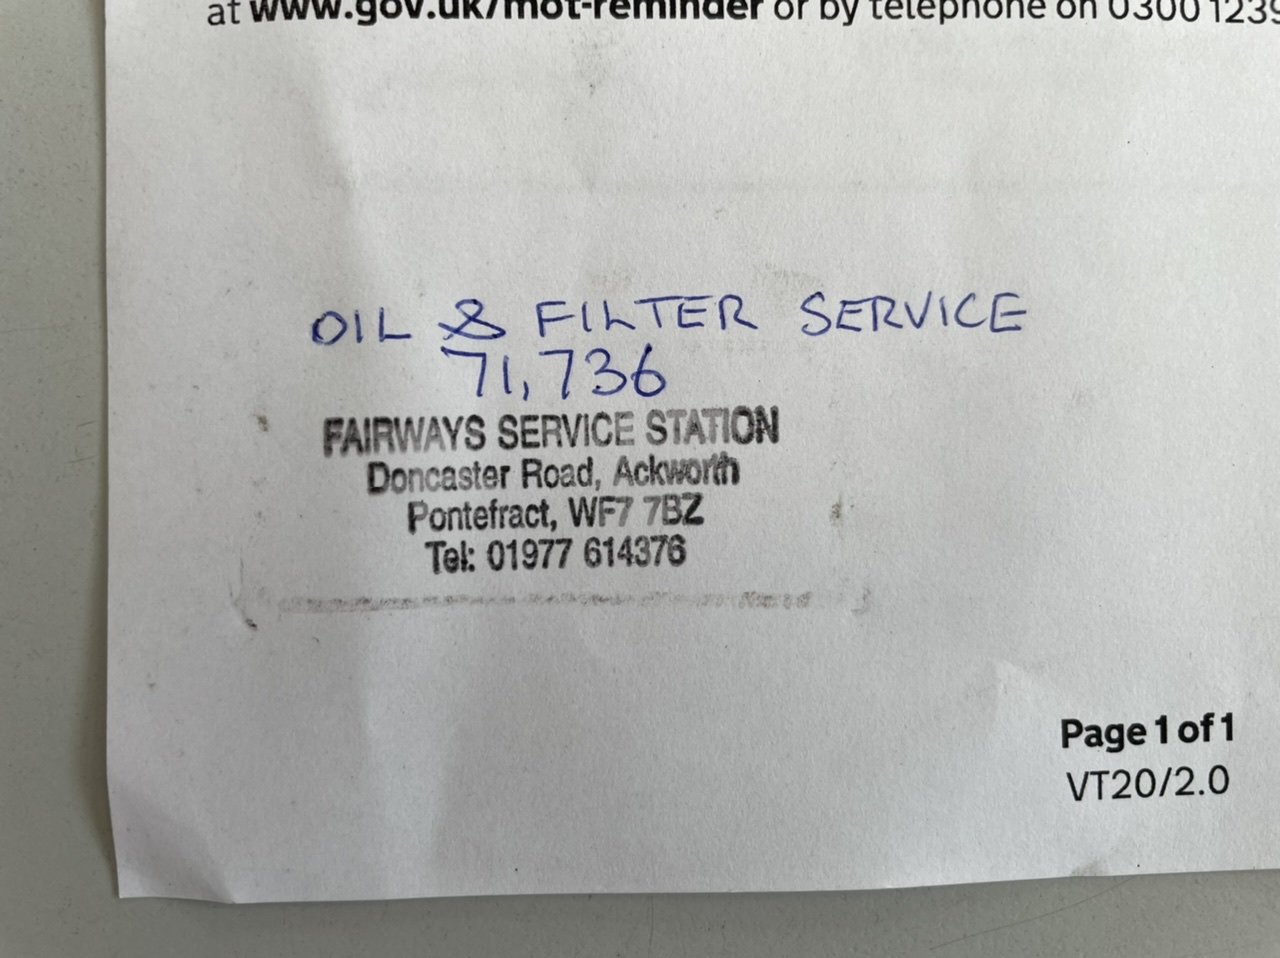 at www.gov.uk/mot-reminder or by telephone on 0300 1239
OIL & FILTER SERVICE
71,736
FAIRWAYS SERVICE STATION
Doncaster Road, Ackworth
Pontefract, WF7 7BZ
Tel: 01977 614376
Page 1 of 1
VT20/2.0